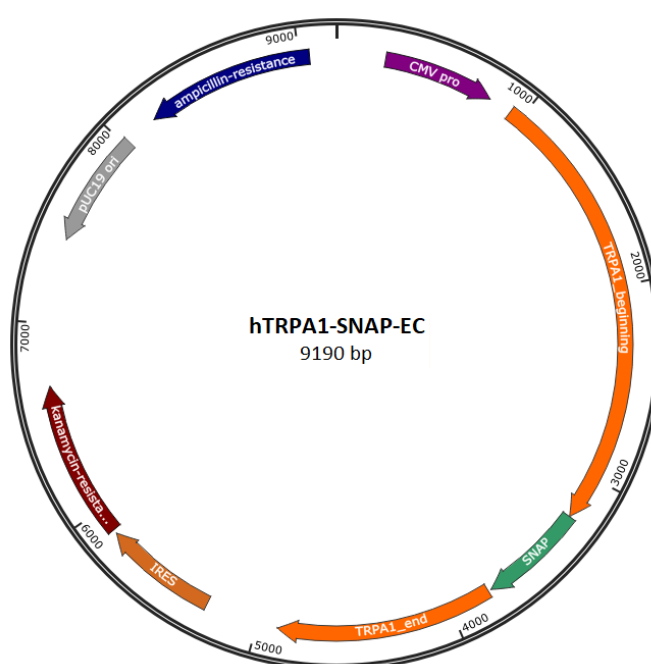 hTRPA1-SNAP-EC
9190 bp
CMV pro
1000
TRPA1_beginning
2000
3000
SNAP
4000
TRPA1_end
5000
IRES
6000
kanamycin-resista...
7000
pUC19 ori
8000
ampicillin-resistance
9000